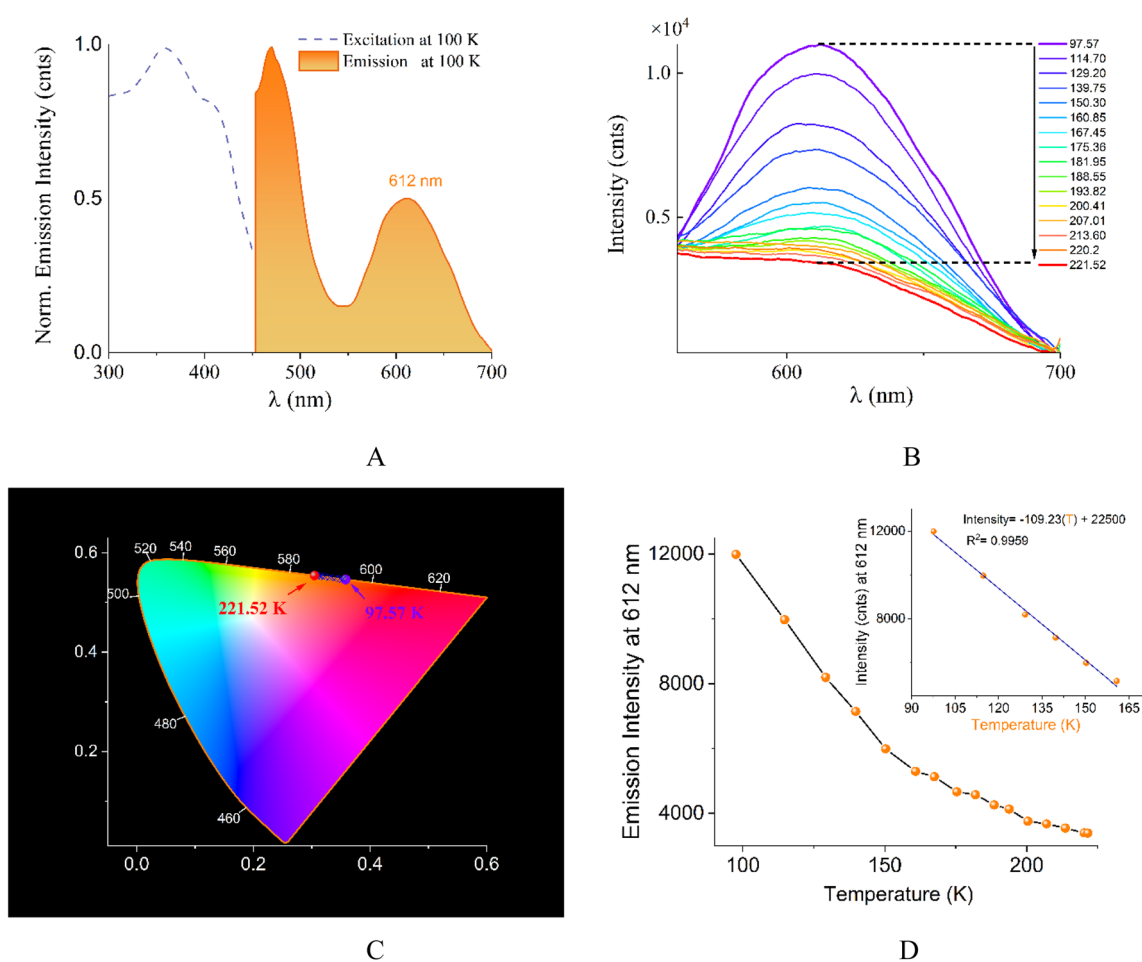 1.0
0.5
0.0
Norm. Emission Intensity (cnts)
Excitation at 100 K
Emission at 100 K
612 nm
300 400 500 600 700
λ (nm)
A
×10⁴
1.0
0.5
Intensity (cnts)
97.57
114.70
129.20
139.75
150.30
160.85
167.45
175.36
181.95
188.55
193.82
200.41
207.01
213.60
220.2
221.52
600 700
λ (nm)
B
0.6
0.4
0.2
520 540 560 580 600 620
500
480
460
221.52 K
97.57 K
0.0 0.2 0.4 0.6
C
12000
8000
4000
Emission Intensity at 612 nm
100 150 200
Temperature (K)
12000
8000
Intensity (cnts) at 612 nm
Intensity= -109.23(T) + 22500
R²= 0.9959
90 105 120 135 150 165
Temperature (K)
D